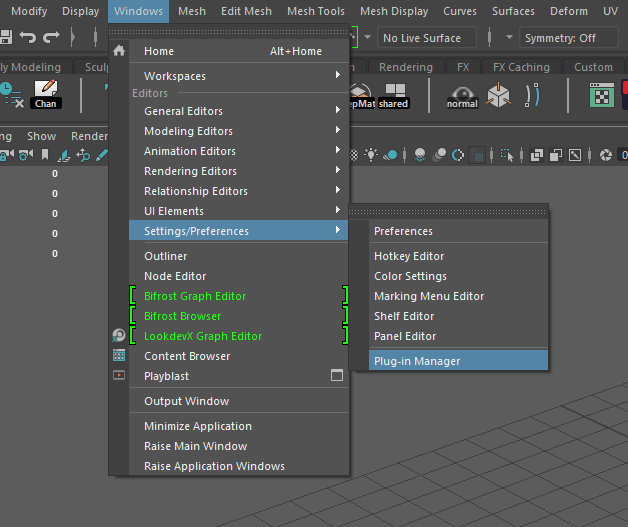 Modify Display Windows Mesh Edit Mesh Mesh Tools Mesh Display Curves Surfaces Deform UV
No Live Surface Symmetry: Off
ly Modeling Sculp Rendering FX FX Caching Custom
Chan epMat shared normal
ng Show Render
0
0
0
0
0
Home Alt+Home
Workspaces
Editors
General Editors
Modeling Editors
Animation Editors
Rendering Editors
Relationship Editors
UI Elements
Settings/Preferences
Outliner
Node Editor
Bifrost Graph Editor
Bifrost Browser
LookdevX Graph Editor
Content Browser
Playblast
Output Window
Minimize Application
Raise Main Window
Raise Application Windows
Preferences
Hotkey Editor
Color Settings
Marking Menu Editor
Shelf Editor
Panel Editor
Plug-in Manager